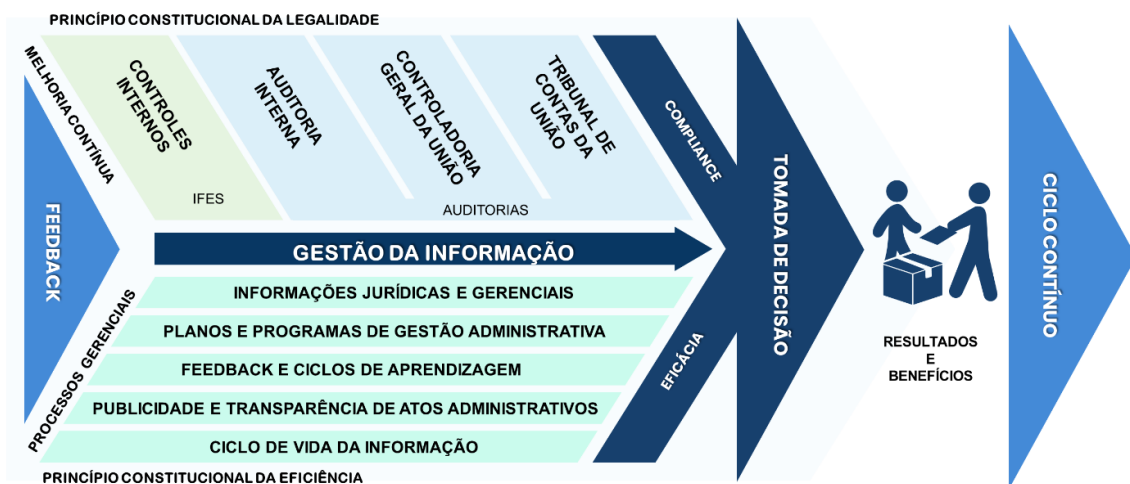 PRINCÍPIO CONSTITUCIONAL DA LEGALIDADE
MELHORIA CONTÍNUA
CONTROLES
INTERNOS
AUDITORIA
INTERNA
CONTROLADORIA
GERAL DA UNIÃO
TRIBUNAL DE
CONTAS DA
UNIÃO
IFES
AUDITORIAS
COMPLIANCE
FEEDBACK
GESTÃO DA INFORMAÇÃO
PROCESSOS GERENCIAIS
INFORMAÇÕES JURÍDICAS E GERENCIAIS
PLANOS E PROGRAMAS DE GESTÃO ADMINISTRATIVA
FEEDBACK E CICLOS DE APRENDIZAGEM
PUBLICIDADE E TRANSPARÊNCIA DE ATOS ADMINISTRATIVOS
CICLO DE VIDA DA INFORMAÇÃO
EFICÁCIA
PRINCÍPIO CONSTITUCIONAL DA EFICIÊNCIA
TOMADA DE DECISÃO
RESULTADOS
E
BENEFÍCIOS
CICLO CONTÍNUO